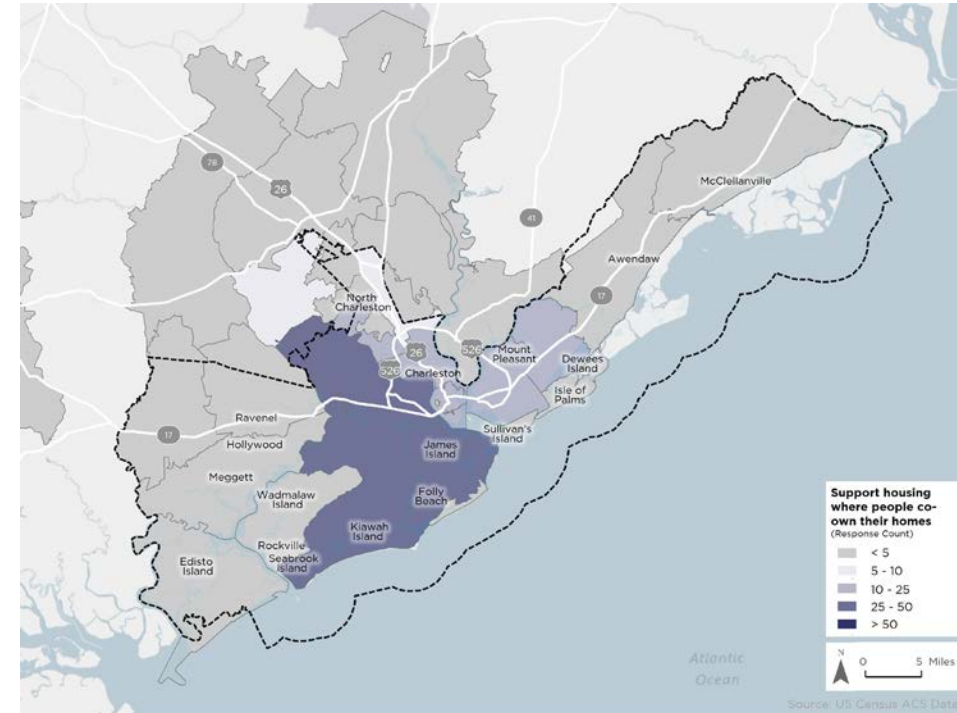 78
26
41
McClellanville
Awendaw
17
North
Charleston
26
526
526
Charleston
Mount
Pleasant
Dewees
Island
Isle of
Palms
Sullivan's
Island
Ravenel
17
Hollywood
Meggett
James
Island
Wadmalaw
Island
Folly
Beach
Kiawah
Island
Rockville
Seabrook
Island
Edisto
Island
Support housing
where people co-
own their homes
(Response Count)
< 5
5 - 10
10 - 25
25 - 50
> 50
N
0 5 Miles
Atlantic
Ocean
Source: US Census ACS Data